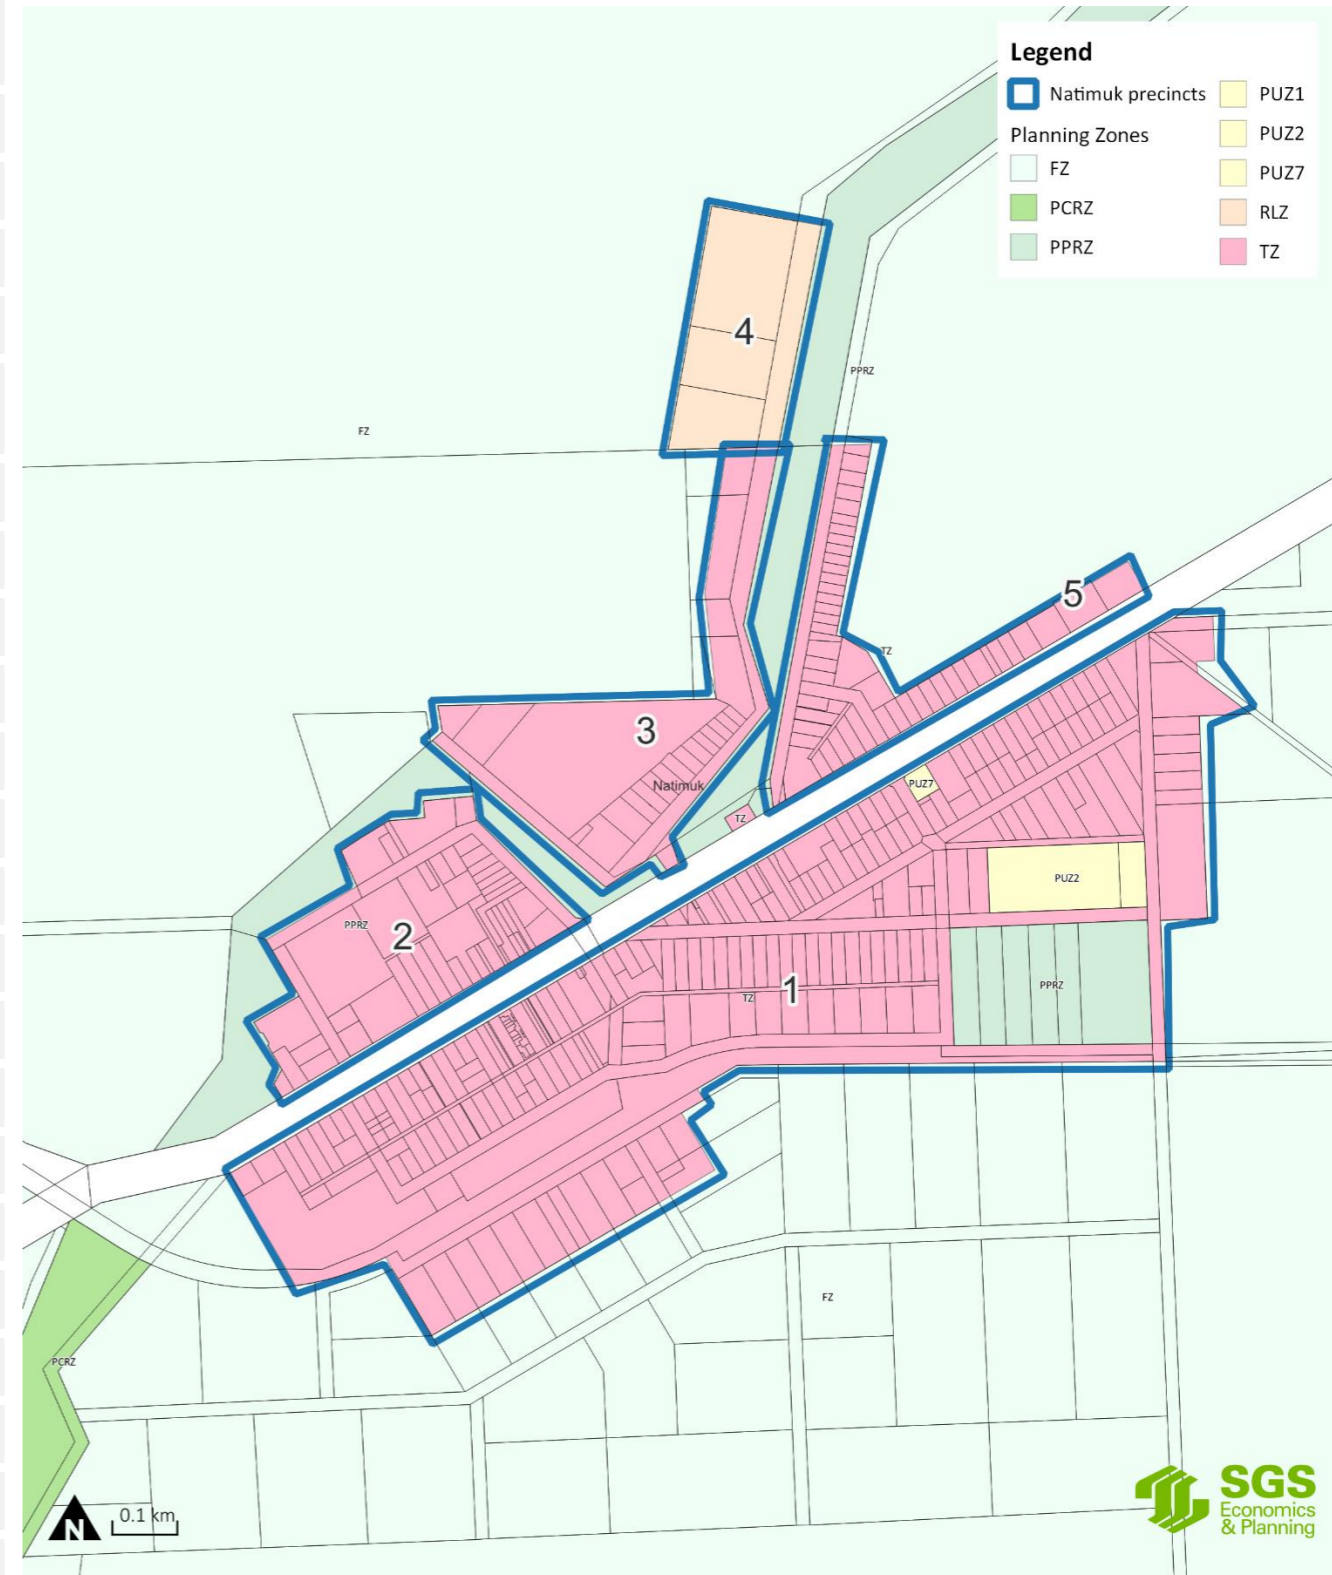 Legend
Natimuk precincts
Planning Zones
FZ
PCRZ
PPRZ
PUZ1
PUZ2
PUZ7
RLZ
TZ
4
PPRZ
FZ
5
TZ
3
Natimuk
PUZ7
TZ
PUZ2
PPRZ
2
PPRZ
TZ
1
FZ
PCRZ
N
0.1 km
SGS
Economics
& Planning